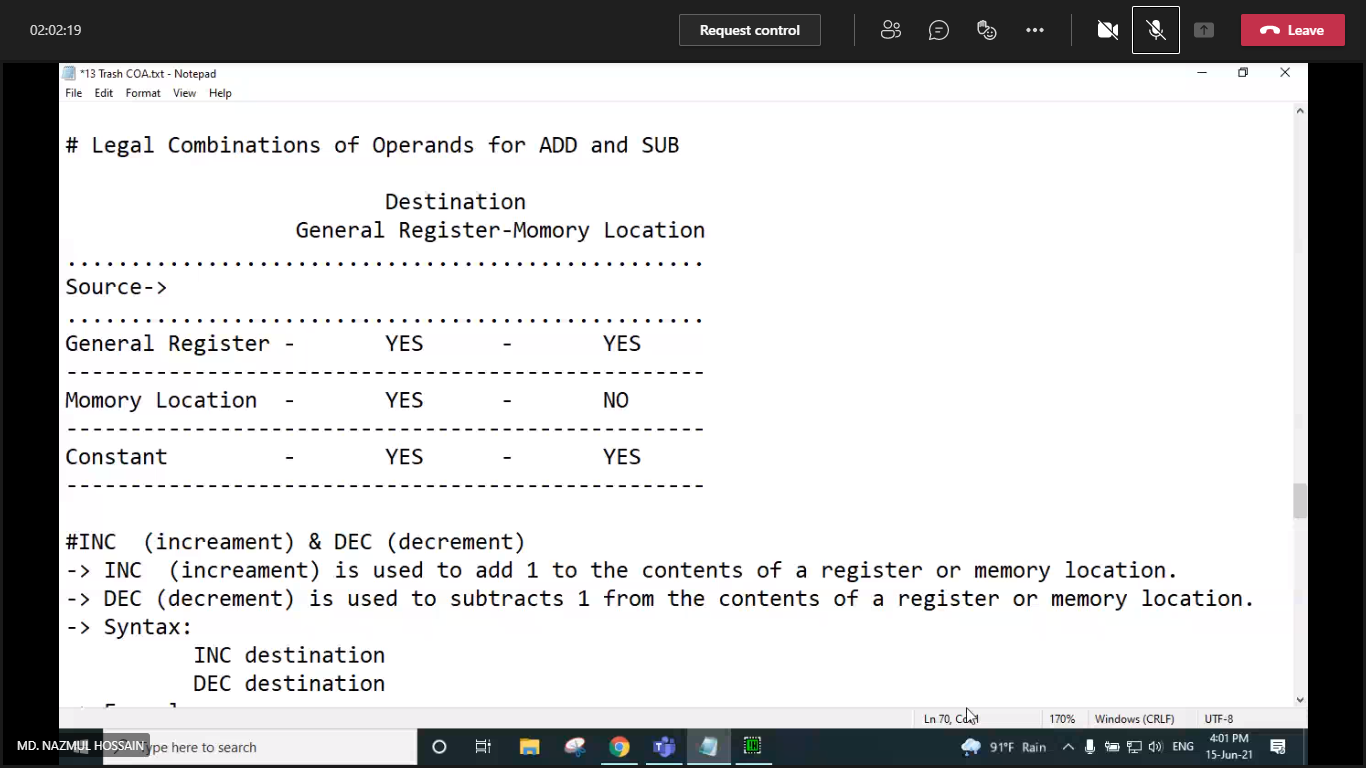 02:02:19
Request control
Leave
*13 Trash COA.txt - Notepad
File Edit Format View Help
# Legal Combinations of Operands for ADD and SUB
Destination
General Register-Momory Location
..................................................
Source->
..................................................
General Register - YES - YES
--------------------------------------------------
Momory Location - YES - NO
--------------------------------------------------
Constant - YES - YES
--------------------------------------------------
#INC (increament) & DEC (decrement)
-> INC (increament) is used to add 1 to the contents of a register or memory location.
-> DEC (decrement) is used to subtracts 1 from the contents of a register or memory location.
-> Syntax:
INC destination
DEC destination
Ln 70, 170% Windows (CRLF) UTF-8
MD. NAZMUL HOSSAIN
ype here to search
91°F Rain ENG
4:01 PM
15-Jun-21